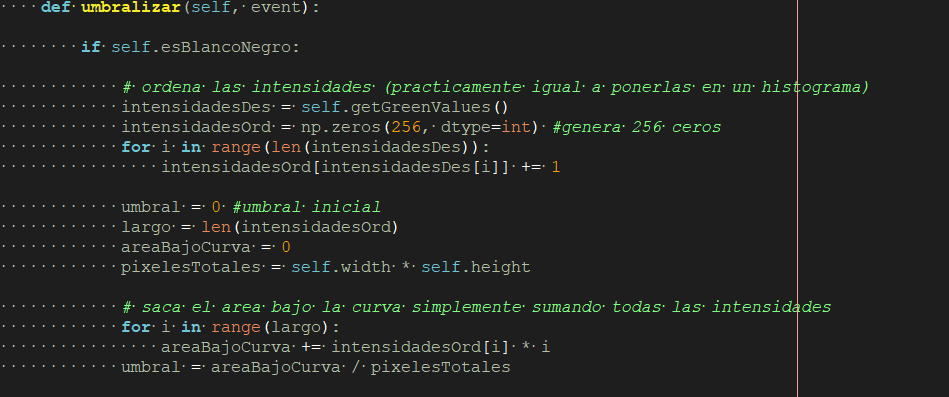 def umbralizar(self, event):
if self.esBlancoNegro:
# ordena las intensidades (practicamente igual a ponerlas en un histograma)
intensidadesDes = self.getGreenValues()
intensidadesOrd = np.zeros(256, dtype=int) #genera 256 ceros
for i in range(len(intensidadesDes)):
intensidadesOrd[intensidadesDes[i]] += 1
umbral = 0 #umbral inicial
largo = len(intensidadesOrd)
areaBajoCurva = 0
pixelesTotales = self.width * self.height
# saca el area bajo la curva simplemente sumando todas las intensidades
for i in range(largo):
areaBajoCurva += intensidadesOrd[i] * i
umbral = areaBajoCurva / pixelesTotales